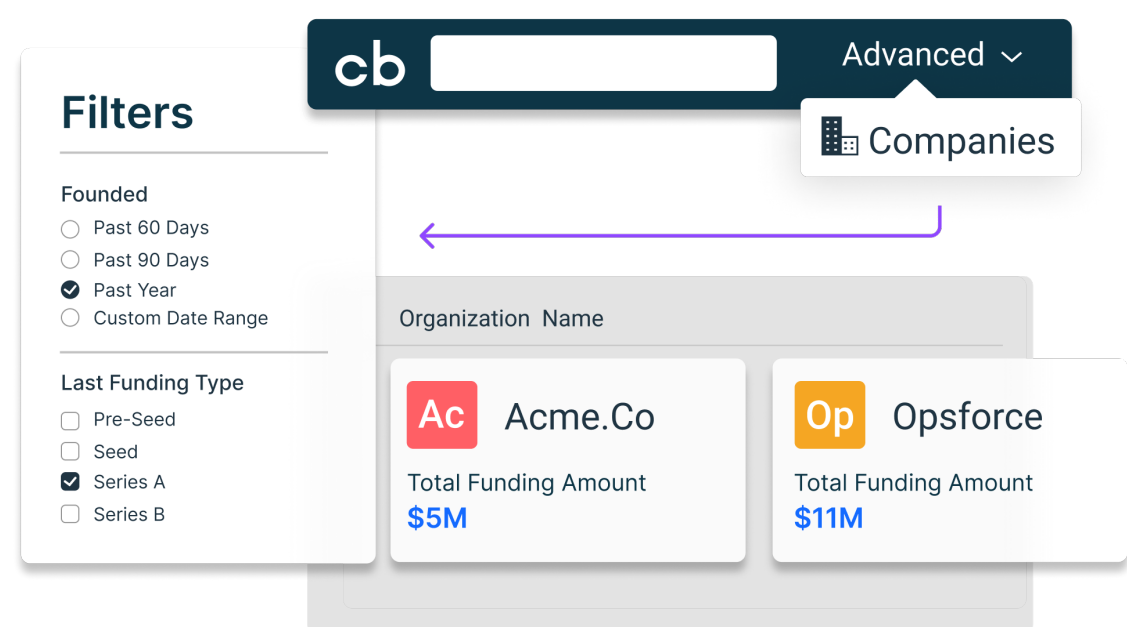 cb
Advanced
Companies
Filters
Founded
Past 60 Days
Past 90 Days
Past Year
Custom Date Range
Last Funding Type
Pre-Seed
Seed
Series A
Series B
Organization Name
Ac Acme.Co
Total Funding Amount
$5M
Op Opsforce
Total Funding Amount
$11M